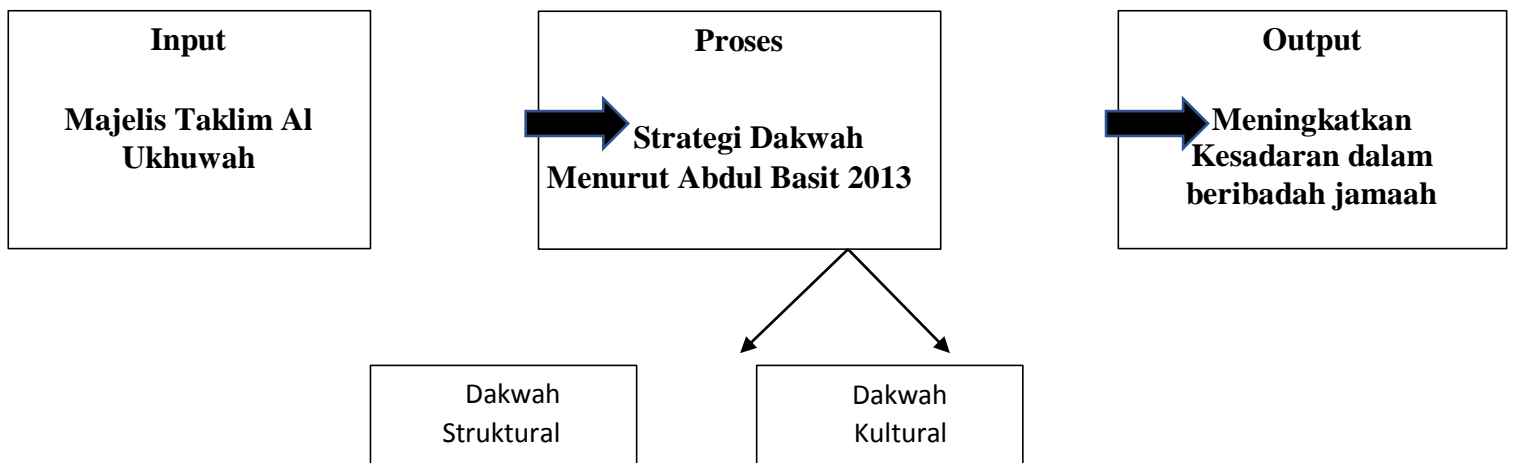 Input
Majelis Taklim Al
Ukhuwah
Proses
Strategi Dakwah
Menurut Abdul Basit 2013
Output
Meningkatkan
Kesadaran dalam
beribadah jamaah
Dakwah
Struktural
Dakwah
Kultural